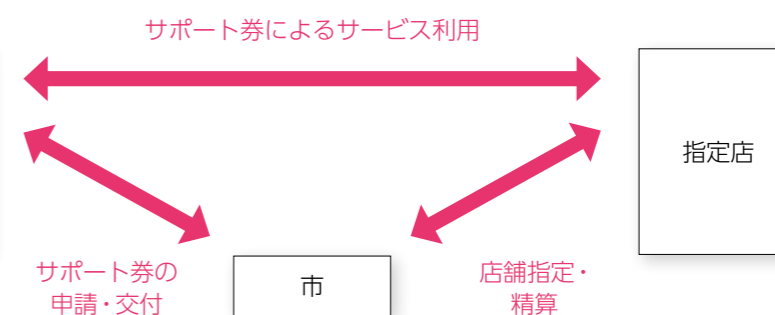 サポート券によるサービス利用
指定店
サポート券の
申請・交付
市
店舗指定・
精算